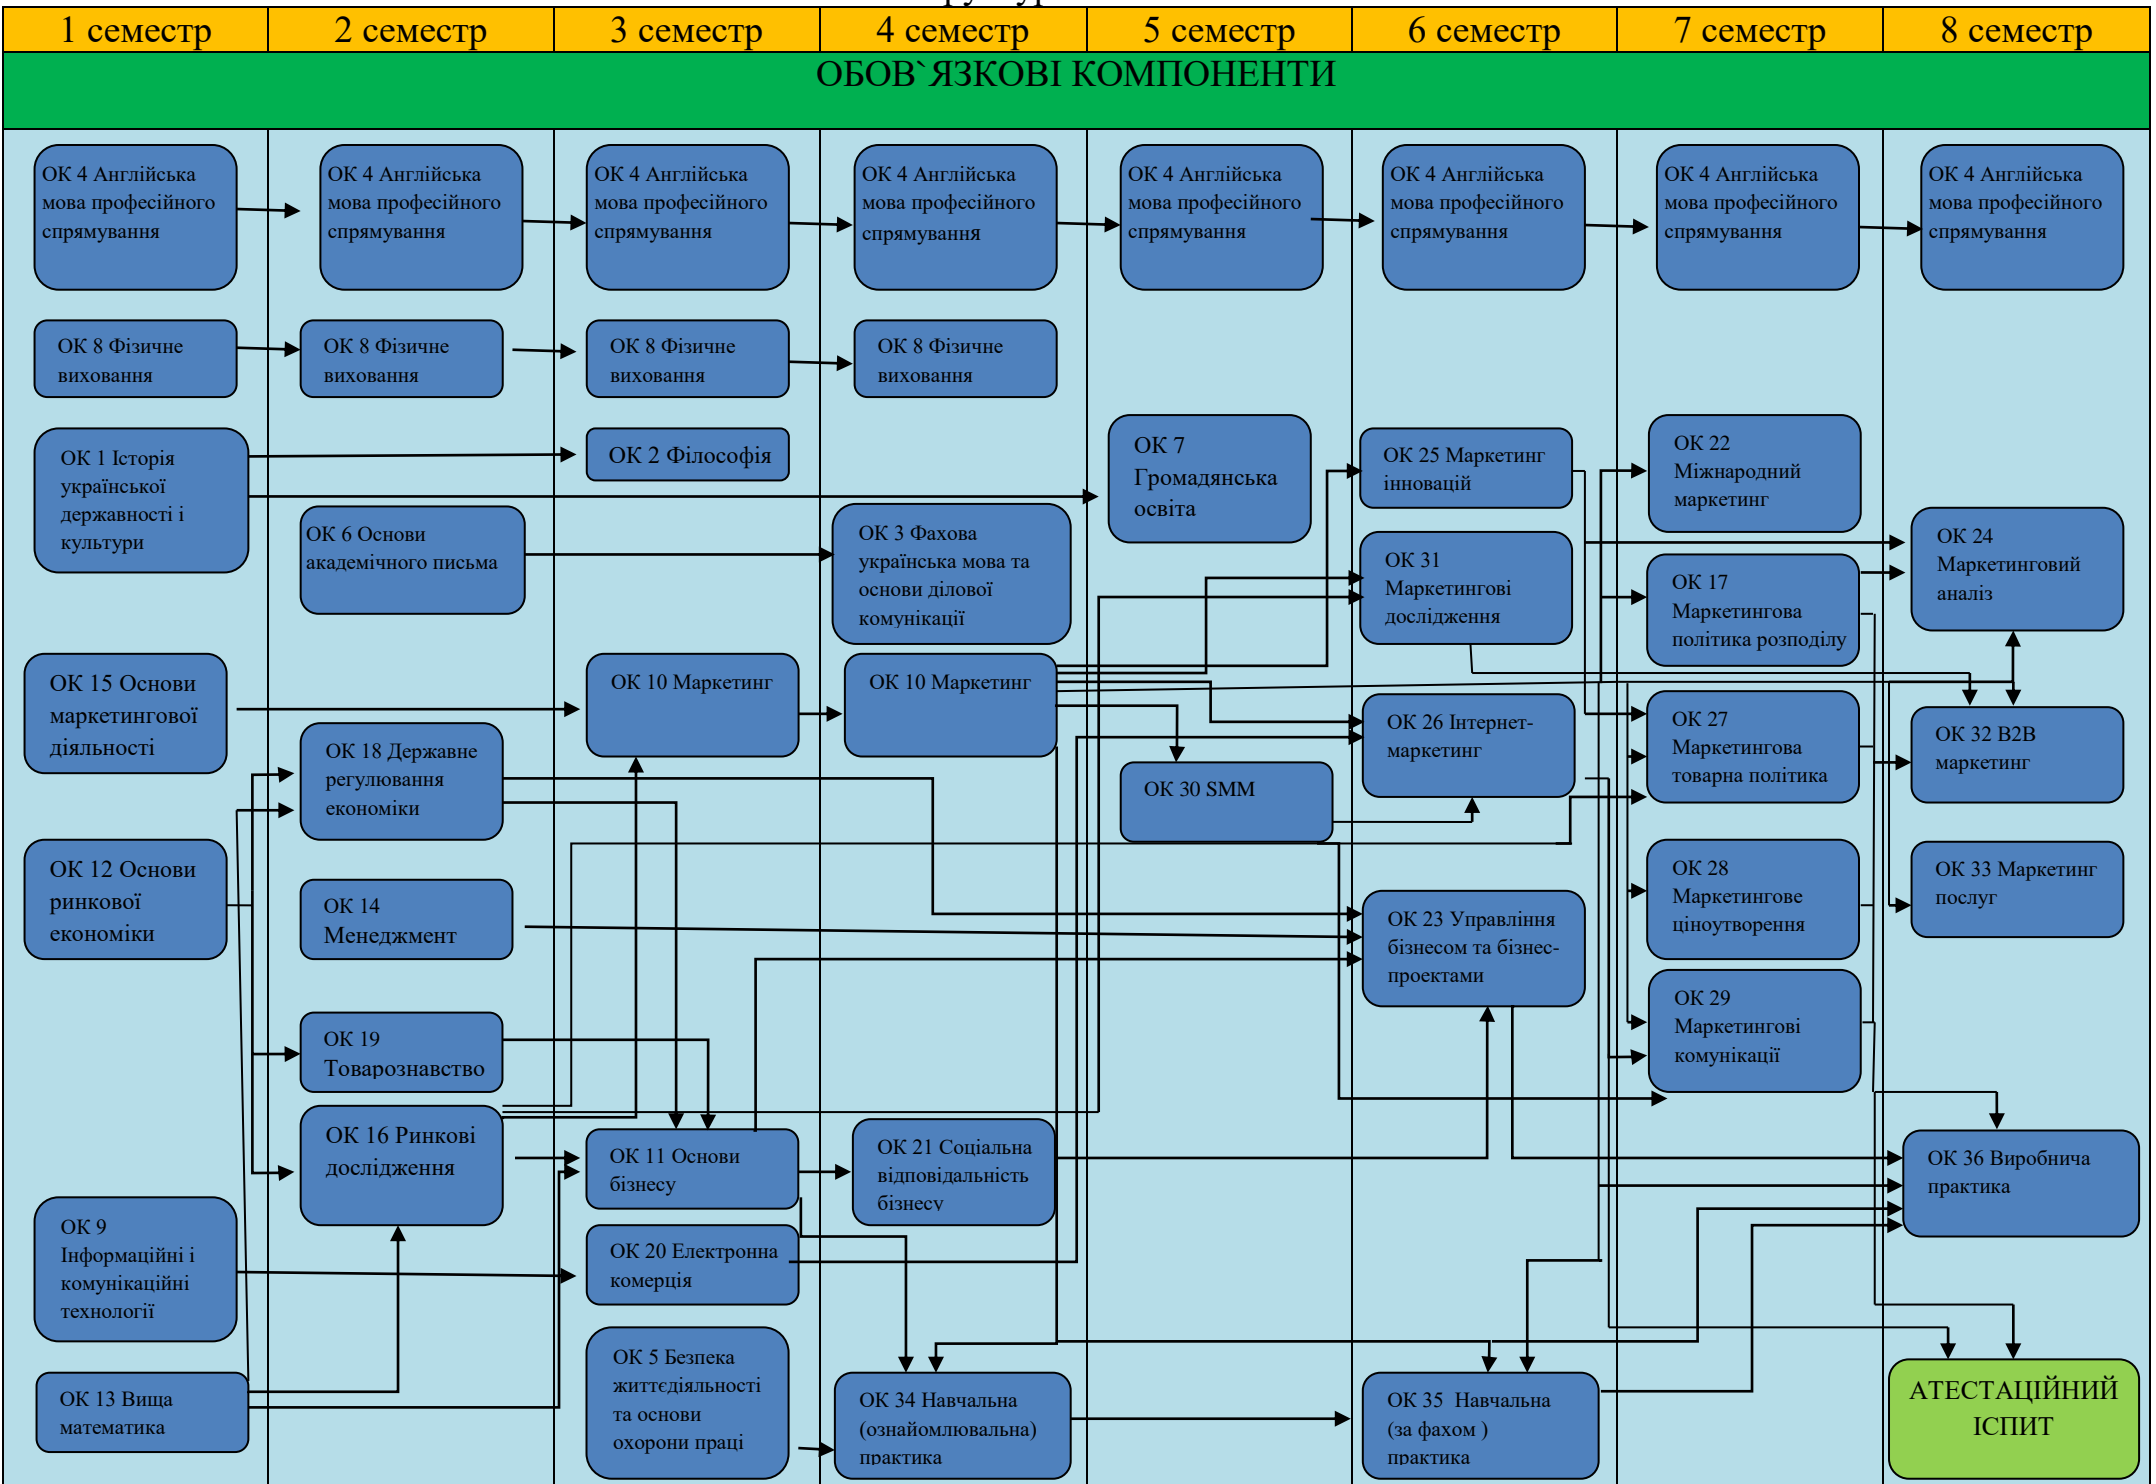 1 семестр
2 семестр
3 семестр
4 семестр
5 семестр
6 семестр
7 семестр
8 семестр
ОБОВ`ЯЗКОВІ КОМПОНЕНТИ
ОК 4 Англійська
мова професійного
спрямування
ОК 8 Фізичне
виховання
ОК 1 Історія
української
державності і
культури
ОК 15 Основи
маркетингової
діяльності
ОК 12 Основи
ринкової
економіки
ОК 9
Інформаційні і
комунікаційні
технології
ОК 13 Вища
математика
ОК 4 Англійська
мова професійного
спрямування
ОК 8 Фізичне
виховання
ОК 6 Основи
академічного письма
ОК 18 Державне
регулювання
економіки
ОК 14
Менеджмент
ОК 19
Товарознавство
ОК 16 Ринкові
дослідження
ОК 4 Англійська
мова професійного
спрямування
ОК 8 Фізичне
виховання
ОК 2 Філософія
ОК 10 Маркетинг
ОК 11 Основи
бізнесу
ОК 20 Електронна
комерція
ОК 5 Безпека
життєдіяльності
та основи
охорони праці
ОК 4 Англійська
мова професійного
спрямування
ОК 8 Фізичне
виховання
ОК 3 Фахова
українська мова та
основи ділової
комунікації
ОК 10 Маркетинг
ОК 21 Соціальна
відповідальність
бізнесу
ОК 34 Навчальна
(ознайомлювальна)
практика
ОК 4 Англійська
мова професійного
спрямування
ОК 7
Громадянська
освіта
ОК 30 SMM
ОК 4 Англійська
мова професійного
спрямування
ОК 25 Маркетинг
інновацій
ОК 31
Маркетингові
дослідження
ОК 26 Інтернет-
маркетинг
ОК 23 Управління
бізнесом та бізнес-
проектами
ОК 35 Навчальна
(за фахом )
практика
ОК 4 Англійська
мова професійного
спрямування
ОК 22
Міжнародний
маркетинг
ОК 17
Маркетингова
політика розподілу
ОК 27
Маркетингова
товарна політика
ОК 28
Маркетингове
ціноутворення
ОК 29
Маркетингові
комунікації
ОК 4 Англійська
мова професійного
спрямування
ОК 24
Маркетинговий
аналіз
ОК 32 B2B
маркетинг
ОК 33 Маркетинг
послуг
ОК 36 Виробнича
практика
АТЕСТАЦІЙНИЙ
ІСПИТ